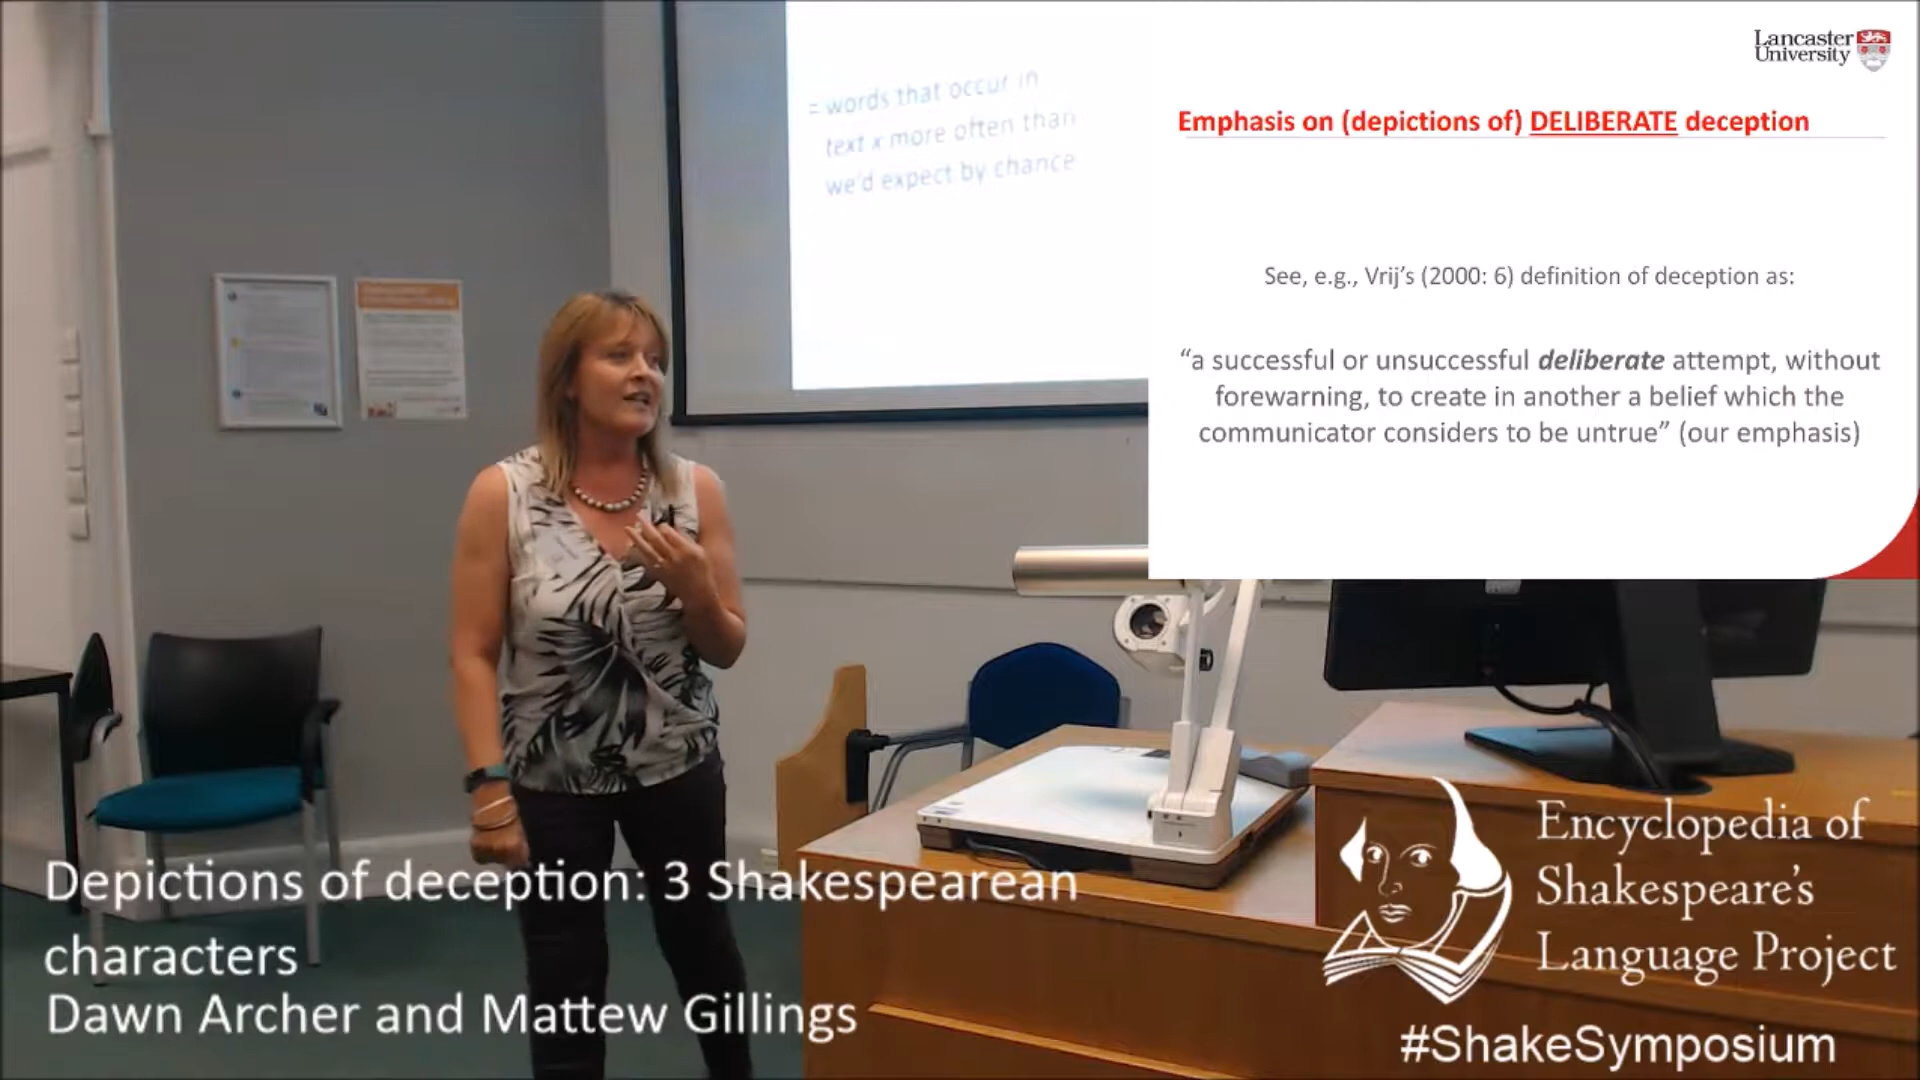 = words that occur in
text x more often than
we'd expect by chance
Lancaster
University
Emphasis on (depictions of) DELIBERATE deception
See, e.g., Vrij's (2000: 6) definition of deception as:
“a successful or unsuccessful deliberate attempt, without
forewarning, to create in another a belief which the
communicator considers to be untrue” (our emphasis)
Depictions of deception: 3 Shakespearean
characters
Dawn Archer and Mattew Gillings
Encyclopedia of
Shakespeare's
Language Project
#ShakeSymposium